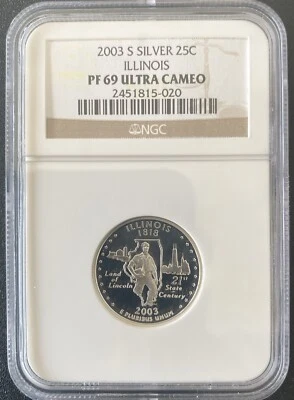 2003 S SILVER 25C
ILLINOIS
PF 69 ULTRA CAMEO
2451815-020
NGC
ILLINOIS
1818
Land of Lincoln
21st State Century
2003
E PLURIBUS UNUM